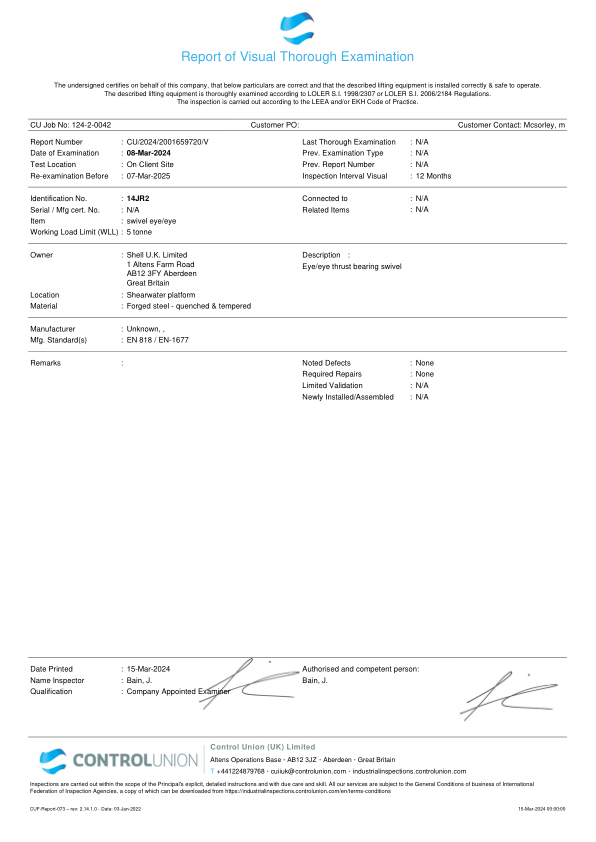 Report of Visual Thorough Examination
The undersigned certifies on behalf of this company, that below particulars are correct and that the described lifting equipment is installed correctly & safe to operate.
The described lifting equipment is thoroughly examined according to LOLER S.I. 1998/2307 or LOLER S.I. 2006/2184 Regulations.
The inspection is carried out according to the LEEA and/or EKH Code of Practice.
CU Job No: 124-2-0042 Customer PO: Customer Contact: Mcsorley, m
Report Number : CU/2024/2001659720/V Last Thorough Examination : N/A
Date of Examination : 08-Mar-2024 Prev. Examination Type : N/A
Test Location : On Client Site Prev. Report Number : N/A
Re-examination Before : 07-Mar-2025 Inspection Interval Visual : 12 Months
Identification No. : 14JR2 Connected to : N/A
Serial / Mfg cert. No. : N/A Related Items : N/A
Item : swivel eye/eye
Working Load Limit (WLL) : 5 tonne
Owner : Shell U.K. Limited Description :
1 Altens Farm Road Eye/eye thrust bearing swivel
AB12 3FY Aberdeen
Great Britain
Location : Shearwater platform
Material : Forged steel - quenched & tempered
Manufacturer : Unknown, ,
Mfg. Standard(s) : EN 818 / EN-1677
Remarks : Noted Defects : None
Required Repairs : None
Limited Validation : N/A
Newly Installed/Assembled : N/A
Date Printed : 15-Mar-2024 Authorised and competent person:
Name Inspector : Bain, J. Bain, J.
Qualification : Company Appointed Examiner
CONTROLUNION
Control Union (UK) Limited
Altens Operations Base · AB12 3JZ · Aberdeen · Great Britain
T +441224879768 · cuiiuk@controlunion.com · industrialinspections.controlunion.com
Inspections are carried out within the scope of the Principal's explicit, detailed instructions and with due care and skill. All our services are subject to the General Conditions of business of International
Federation of Inspection Agencies, a copy of which can be downloaded from https://industrialinspections.controlunion.com/en/terms-conditions
CUF-Report-073 – rev: 2.14.1.0 - Date: 03-Jun-2022 15-Mar-2024 00:00:00